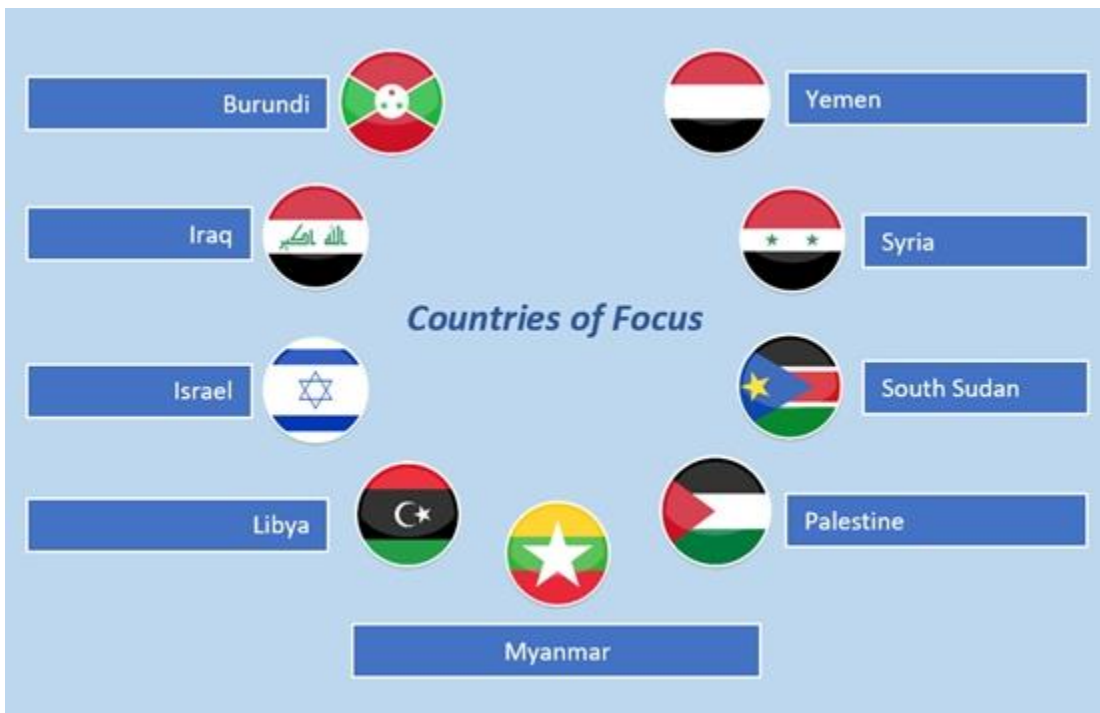 Burundi
Yemen
Iraq
الله اكبر
Syria
Countries of Focus
Israel
South Sudan
Libya
Palestine
Myanmar